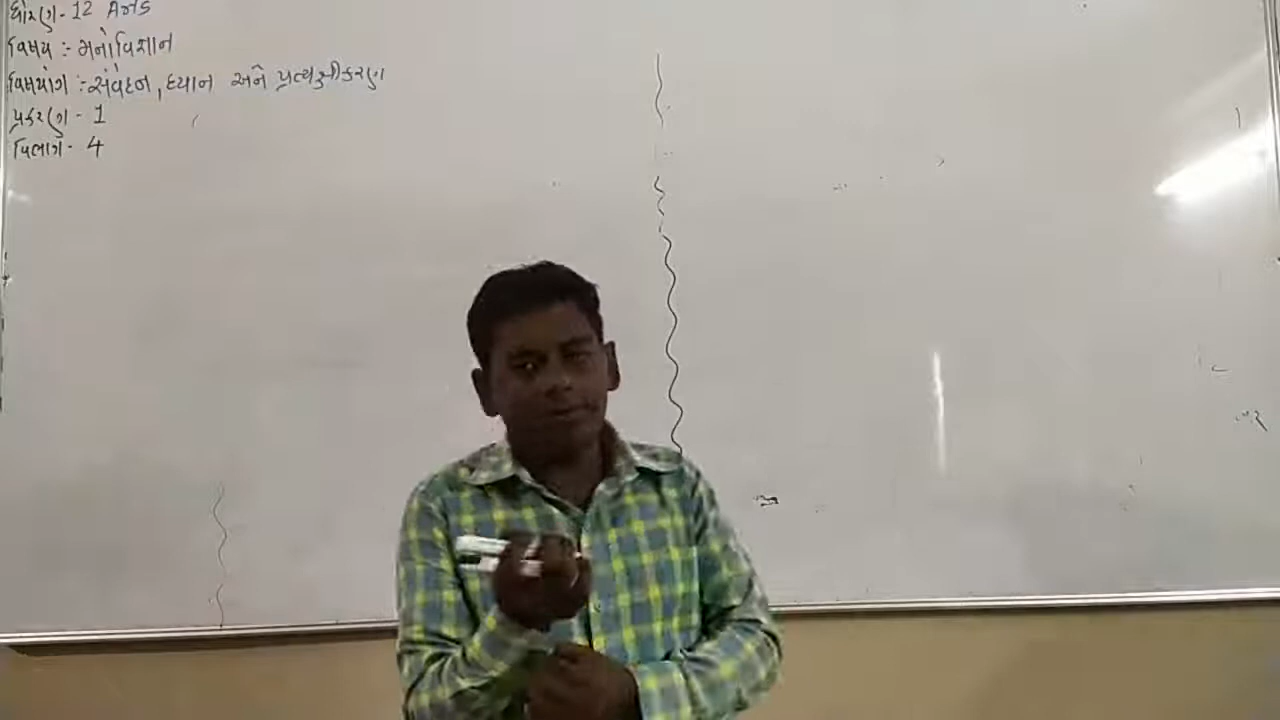 ધોરણ - 12 Arts
વિષય :- મનોવિજ્ઞાન
વિષયાંગ :- સંવેદન, ધ્યાન અને પ્રત્યક્ષીકરણ
પ્રકરણ - 1
વિભાગ - 4